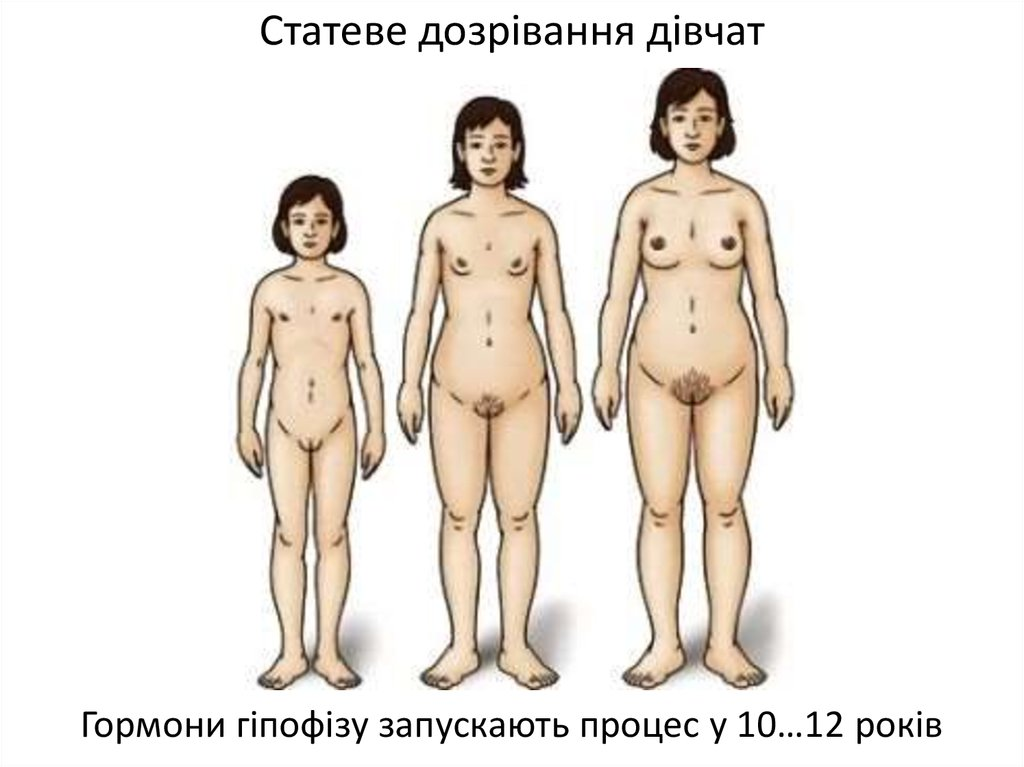 Статеве дозрівання дівчат
Гормони гіпофізу запускають процес у 10…12 років